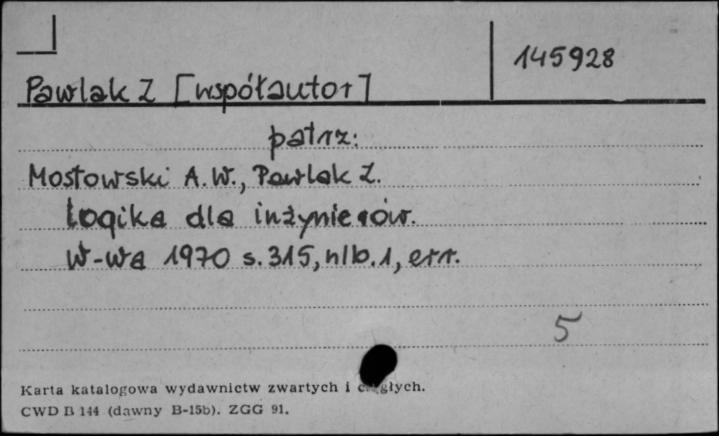 145928
Pawlak Z [współautor]
patrz:
Mostowski A.W., Pawlak Z.
Logika dla inżynierów.
W-wa 1970 s. 315, nlb. 1, err.
5
Karta katalogowa wydawnictw zwartych i ciągłych.
CWD B 144 (dawny B-15b). ZGG 91.